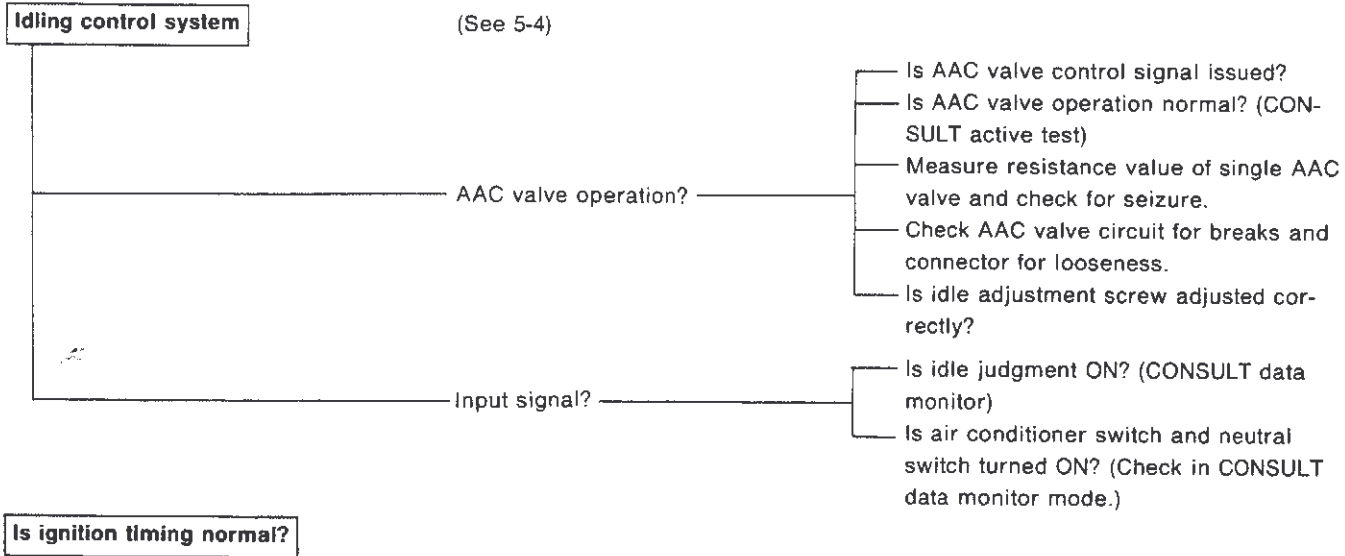 Idling control system
(See 5-4)
Is AAC valve control signal issued?
Is AAC valve operation normal? (CON-
SULT active test)
Measure resistance value of single AAC
valve and check for seizure.
AAC valve operation?
Check AAC valve circuit for breaks and
connector for looseness.
Is idle adjustment screw adjusted cor-
rectly?
Is idle judgment ON? (CONSULT data
monitor)
Input signal?
Is air conditioner switch and neutral
switch turned ON? (Check in CONSULT
data monitor mode.)
Is ignition timing normal?